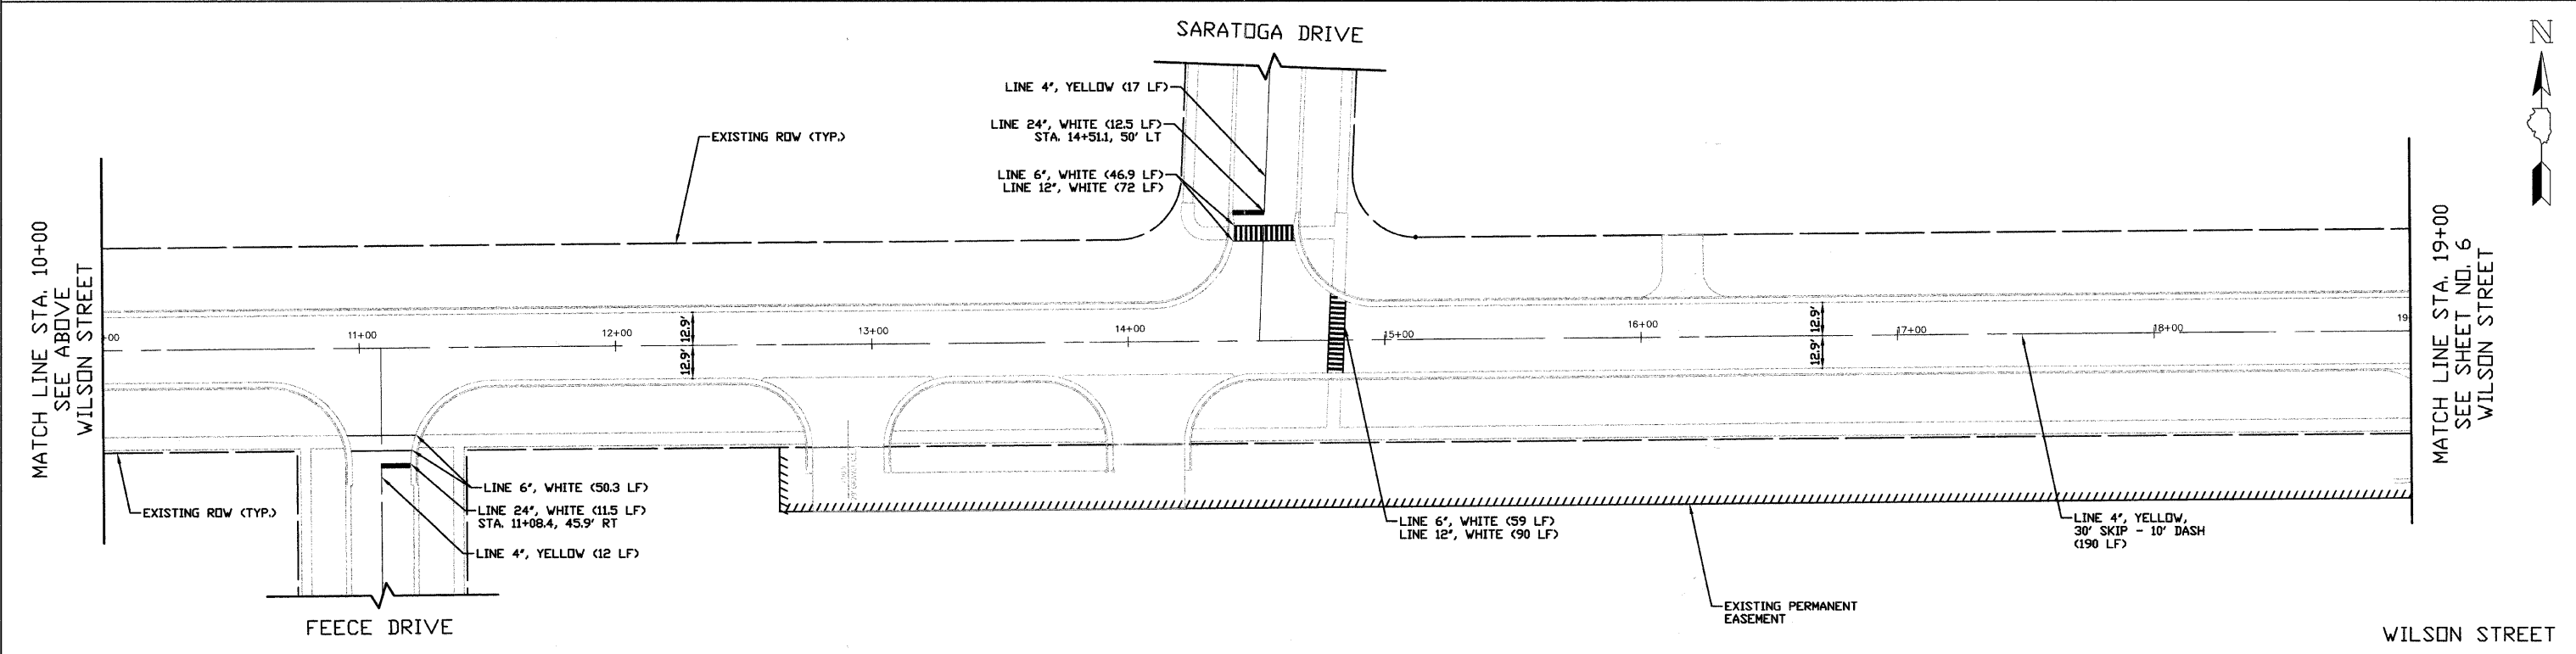 SARATOGA DRIVE
N
LINE 4", YELLOW (17 LF)
LINE 24", WHITE (12.5 LF)
STA. 14+51.1, 50' LT
EXISTING ROW (TYP.)
LINE 6", WHITE (46.9 LF)
LINE 12", WHITE (72 LF)
MATCH LINE STA. 10+00
SEE ABOVE
WILSON STREET
MATCH LINE STA. 19+00
SEE SHEET NO. 6
WILSON STREET
+00
11+00
12+00
12.9'
12.9'
13+00
14+00
15+00
16+00
12.9'
12.9'
17+00
18+00
19
EXISTING ROW (TYP.)
LINE 6", WHITE (50.3 LF)
LINE 24", WHITE (11.5 LF)
STA. 11+08.4, 45.9' RT
LINE 4", YELLOW (12 LF)
LINE 6", WHITE (59 LF)
LINE 12", WHITE (90 LF)
LINE 4", YELLOW,
30' SKIP - 10' DASH
(190 LF)
EXISTING PERMANENT
EASEMENT
FEECE DRIVE
WILSON STREET